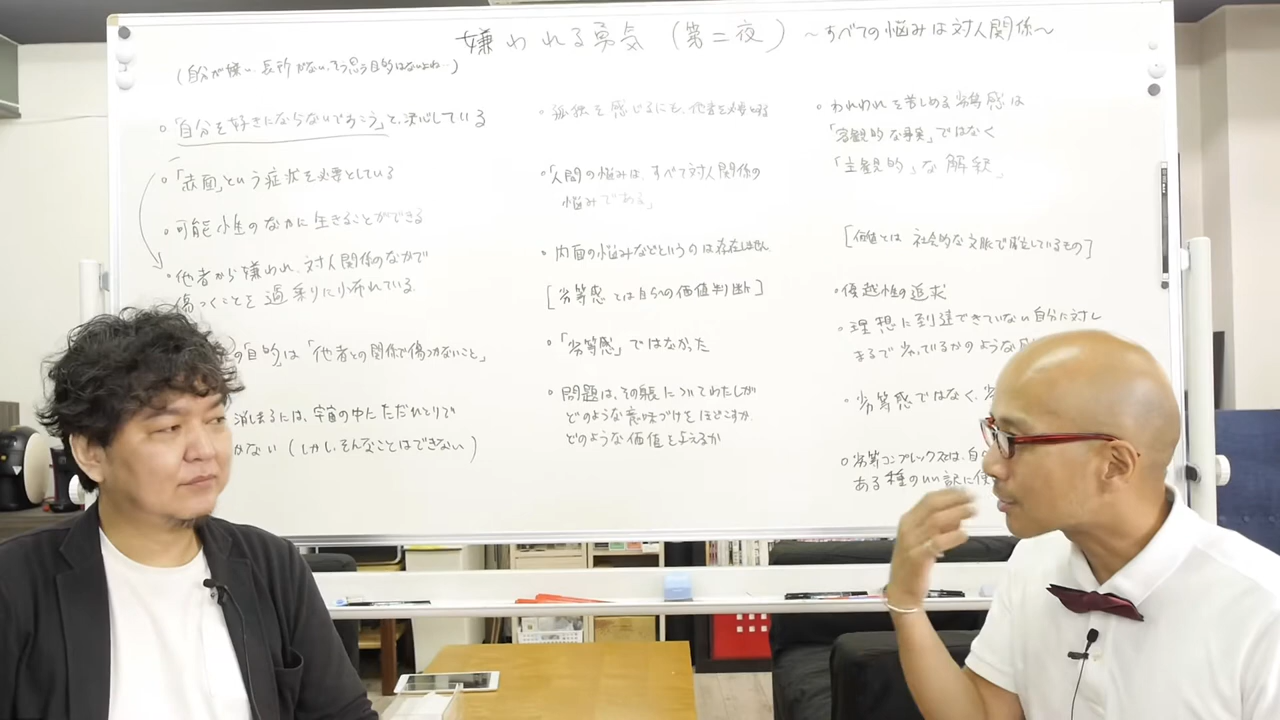 嫌われる勇気（第二夜）～すべての悩みは対人関係～
（自分が嫌い…長所がない…そう思う目的はないよね…）
・「自分を好きにならないでおこう」と、決心している
・「赤面」という症状を必要としている
・可能性のなかに生きることができる
・他者から嫌われ、対人関係のなかで
傷つくことを過剰に怖れている
の目的は「他者との関係で傷つかないこと」
消しまるには、宇宙の中にただひとりで
かない（しかし、そんなことはできない）
・孤独を感じるにも、他者を必要とする
・「人間の悩みは、すべて対人関係の
悩みである」
・内面の悩みなどというのは存在しません
［劣等感とは自らへの価値判断］
・「劣等感」ではなかった
・問題は、その身長についてわたしが
どのような意味づけをほどこすか
どのような価値を与えるか
・われわれを苦しめる劣等感は
「客観的な事実」ではなく
「主観的」な解釈」
［価値とは社会的な文脈で成立しているもの］
・優越性の追求
・理想に到達できていない自分に対し
まるで劣っているかのような
・劣等感ではなく、劣
・劣等コンプレックスは、自
ある種のいい訳に使